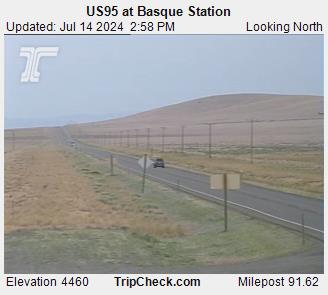 US95 at Basque Station
Updated: Jul 14 2024 2:58 PM Looking North
Elevation 4460 TripCheck.com Milepost 91.62